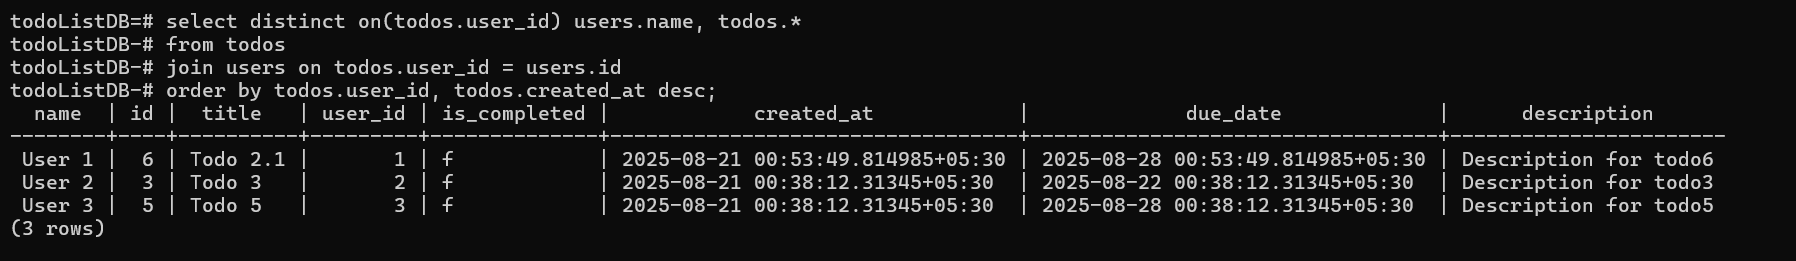 todoListDB=# select distinct on(todos.user_id) users.name, todos.*
todoListDB-# from todos
todoListDB-# join users on todos.user_id = users.id
todoListDB-# order by todos.user_id, todos.created_at desc;
  name  | id |  title   | user_id | is_completed |            created_at            |             due_date             |      description
--------+----+----------+---------+--------------+----------------------------------+----------------------------------+-----------------------
 User 1 |  6 | Todo 2.1 |       1 | f            | 2025-08-21 00:53:49.814985+05:30 | 2025-08-28 00:53:49.814985+05:30 | Description for todo6
 User 2 |  3 | Todo 3   |       2 | f            | 2025-08-21 00:38:12.31345+05:30  | 2025-08-22 00:38:12.31345+05:30  | Description for todo3
 User 3 |  5 | Todo 5   |       3 | f            | 2025-08-21 00:38:12.31345+05:30  | 2025-08-28 00:38:12.31345+05:30  | Description for todo5
(3 rows)